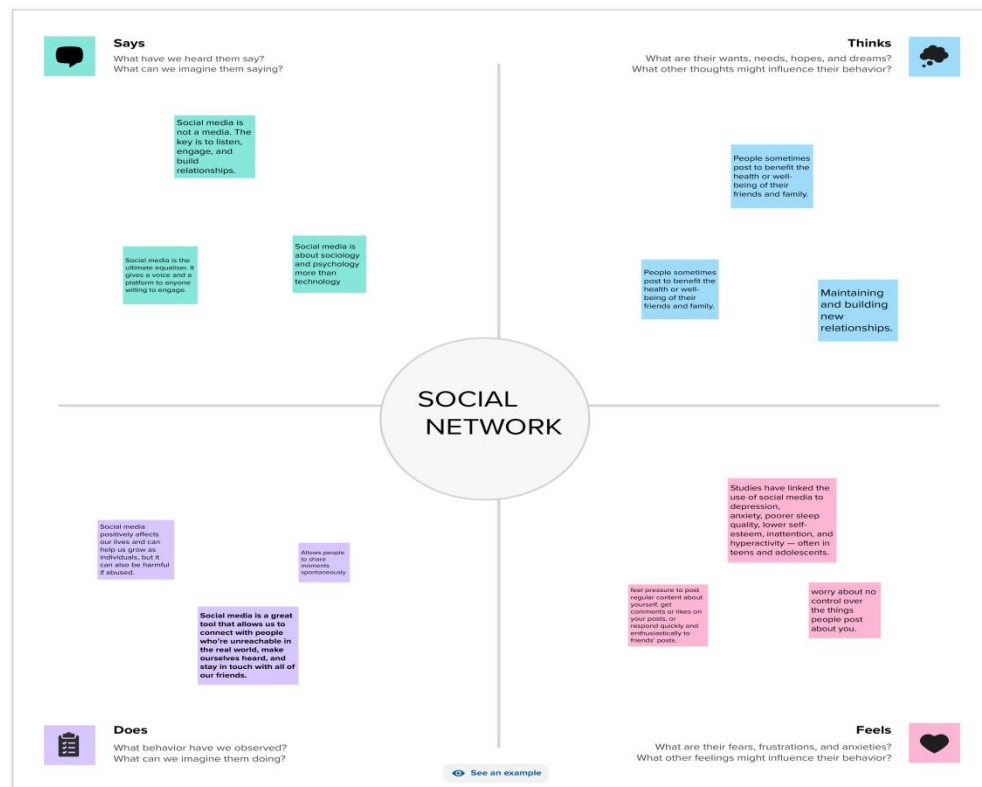 Says
What have we heard them say?
What can we imagine them saying?
Thinks
What are their wants, needs, hopes, and dreams?
What other thoughts might influence their behavior?
Social media is
not a media. The
key is to listen,
engage, and
build
relationships.
Social media is the
ultimate equaliser. It
gives a voice and a
platform to anyone
willing to engage.
Social media is
about sociology
and psychology
more than
technology
People sometimes
post to benefit the
health or well-
being of their
friends and family.
People sometimes
post to benefit the
health or well-
being of their
friends and family.
Maintaining
and building
new
relationships.
SOCIAL
NETWORK
Social media
positively affects
our lives and can
help us grow as
individuals, but it
can also be harmful
if abused.
Allows people
to share
moments
spontaneously
Social media is a great
tool that allows us to
connect with people
who're unreachable in
the real world, make
ourselves heard, and
stay in touch with all of
our friends.
Studies have linked the
use of social media to
depression,
anxiety, poorer sleep
quality, lower self-
esteem, inattention, and
hyperactivity — often in
teens and adolescents.
feel pressure to post
regular content about
yourself, get
comments or likes on
your posts, or
respond quickly and
enthusiastically to
friends' posts.
worry about no
control over
the things
people post
about you.
Does
What behavior have we observed?
What can we imagine them doing?
Feels
What are their fears, frustrations, and anxieties?
What other feelings might influence their behavior?
See an example